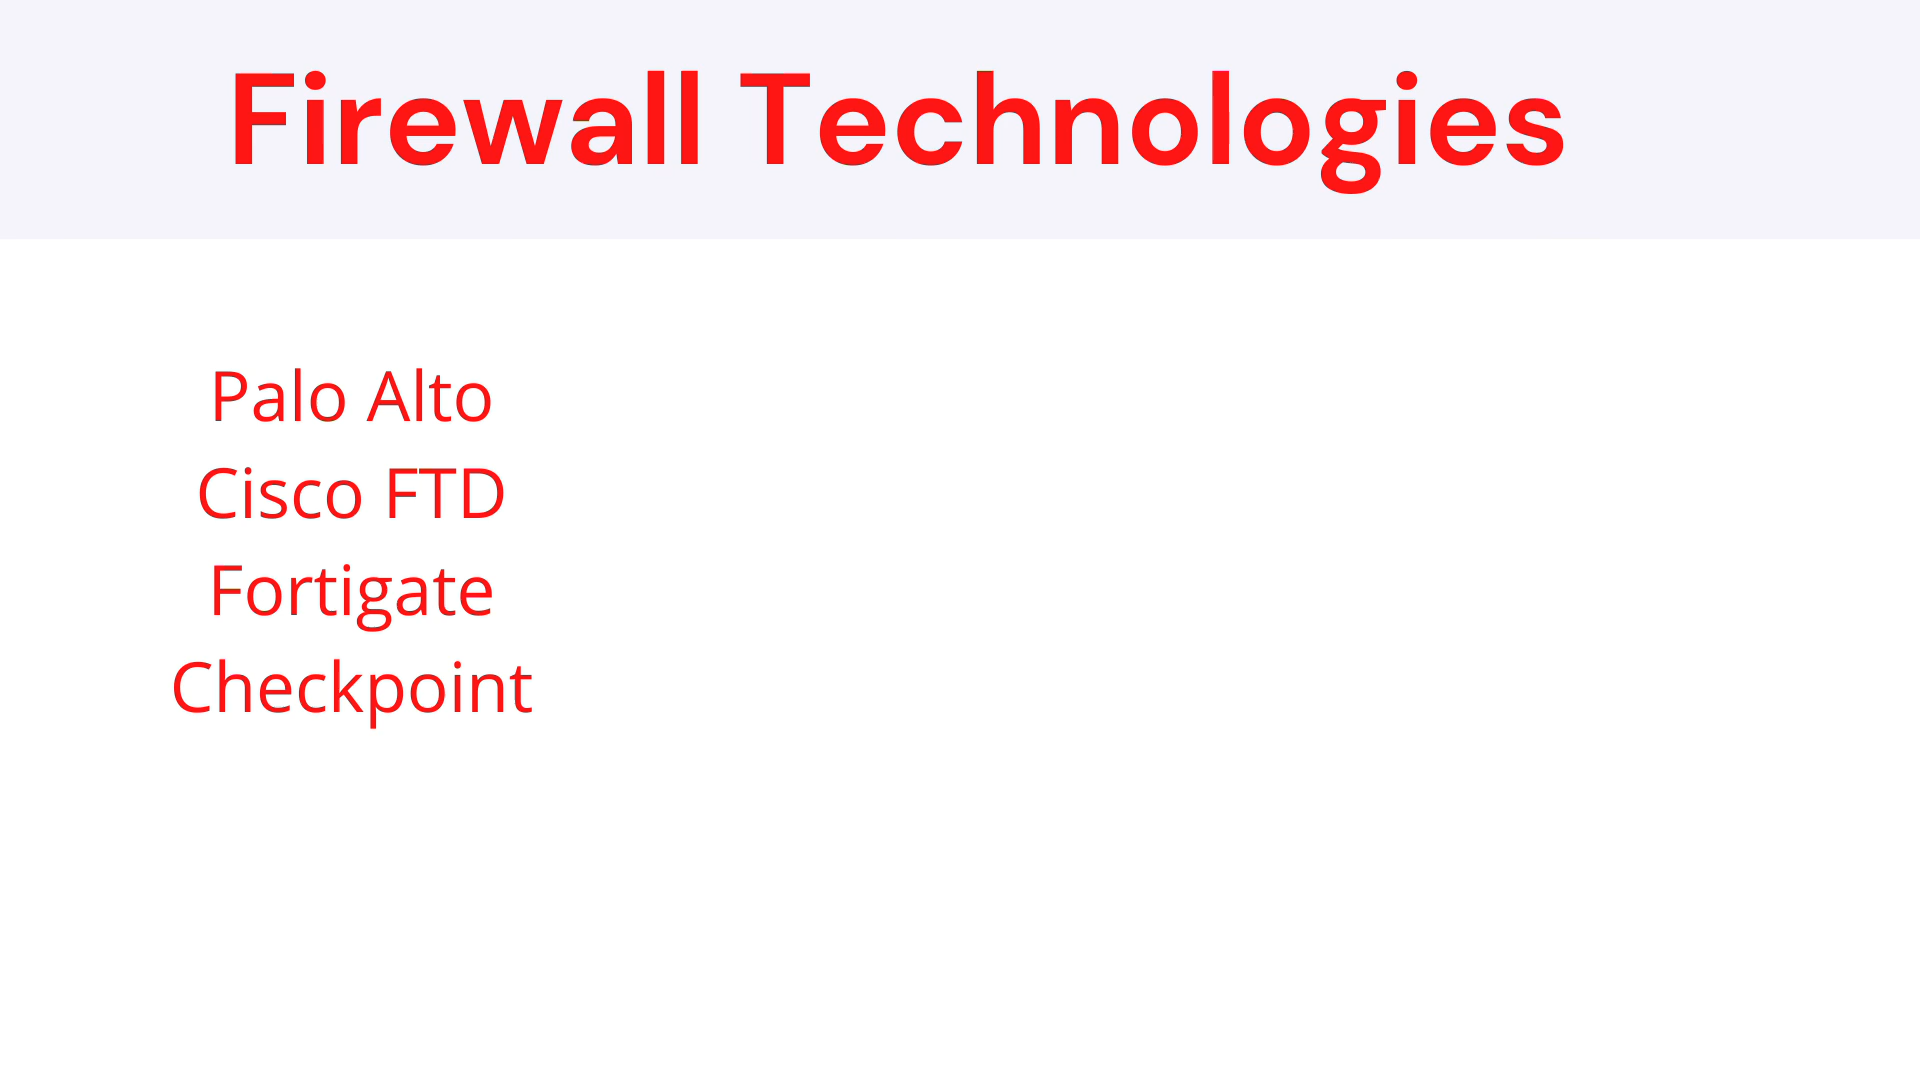 Firewall Technologies
Palo Alto
Cisco FTD
Fortigate
Checkpoint